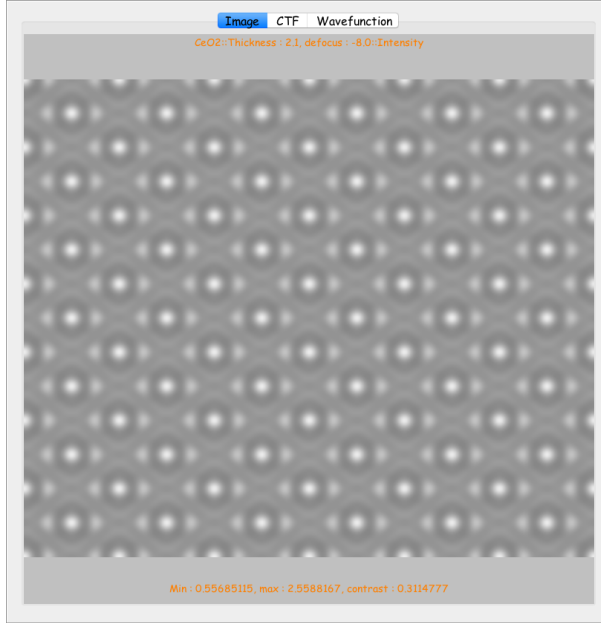 Image CTF Wavefunction
CeO2::Thickness : 2.1, defocus : -8.0::Intensity
Min : 0.55685115, max : 2.5588167, contrast : 0.3114777